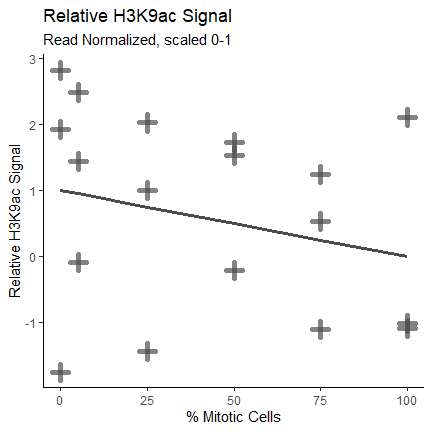 Relative H3K9ac Signal
Read Normalized, scaled 0-1
Relative H3K9ac Signal
3
2
1
0
-1
0 25 50 75 100
% Mitotic Cells